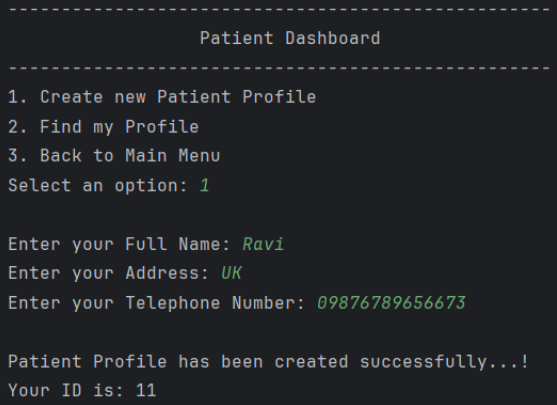 ---------------------------------------------------
Patient Dashboard
---------------------------------------------------
1. Create new Patient Profile
2. Find my Profile
3. Back to Main Menu
Select an option: 1
Enter your Full Name: Ravi
Enter your Address: UK
Enter your Telephone Number: 09876789656673
Patient Profile has been created successfully...!
Your ID is: 11